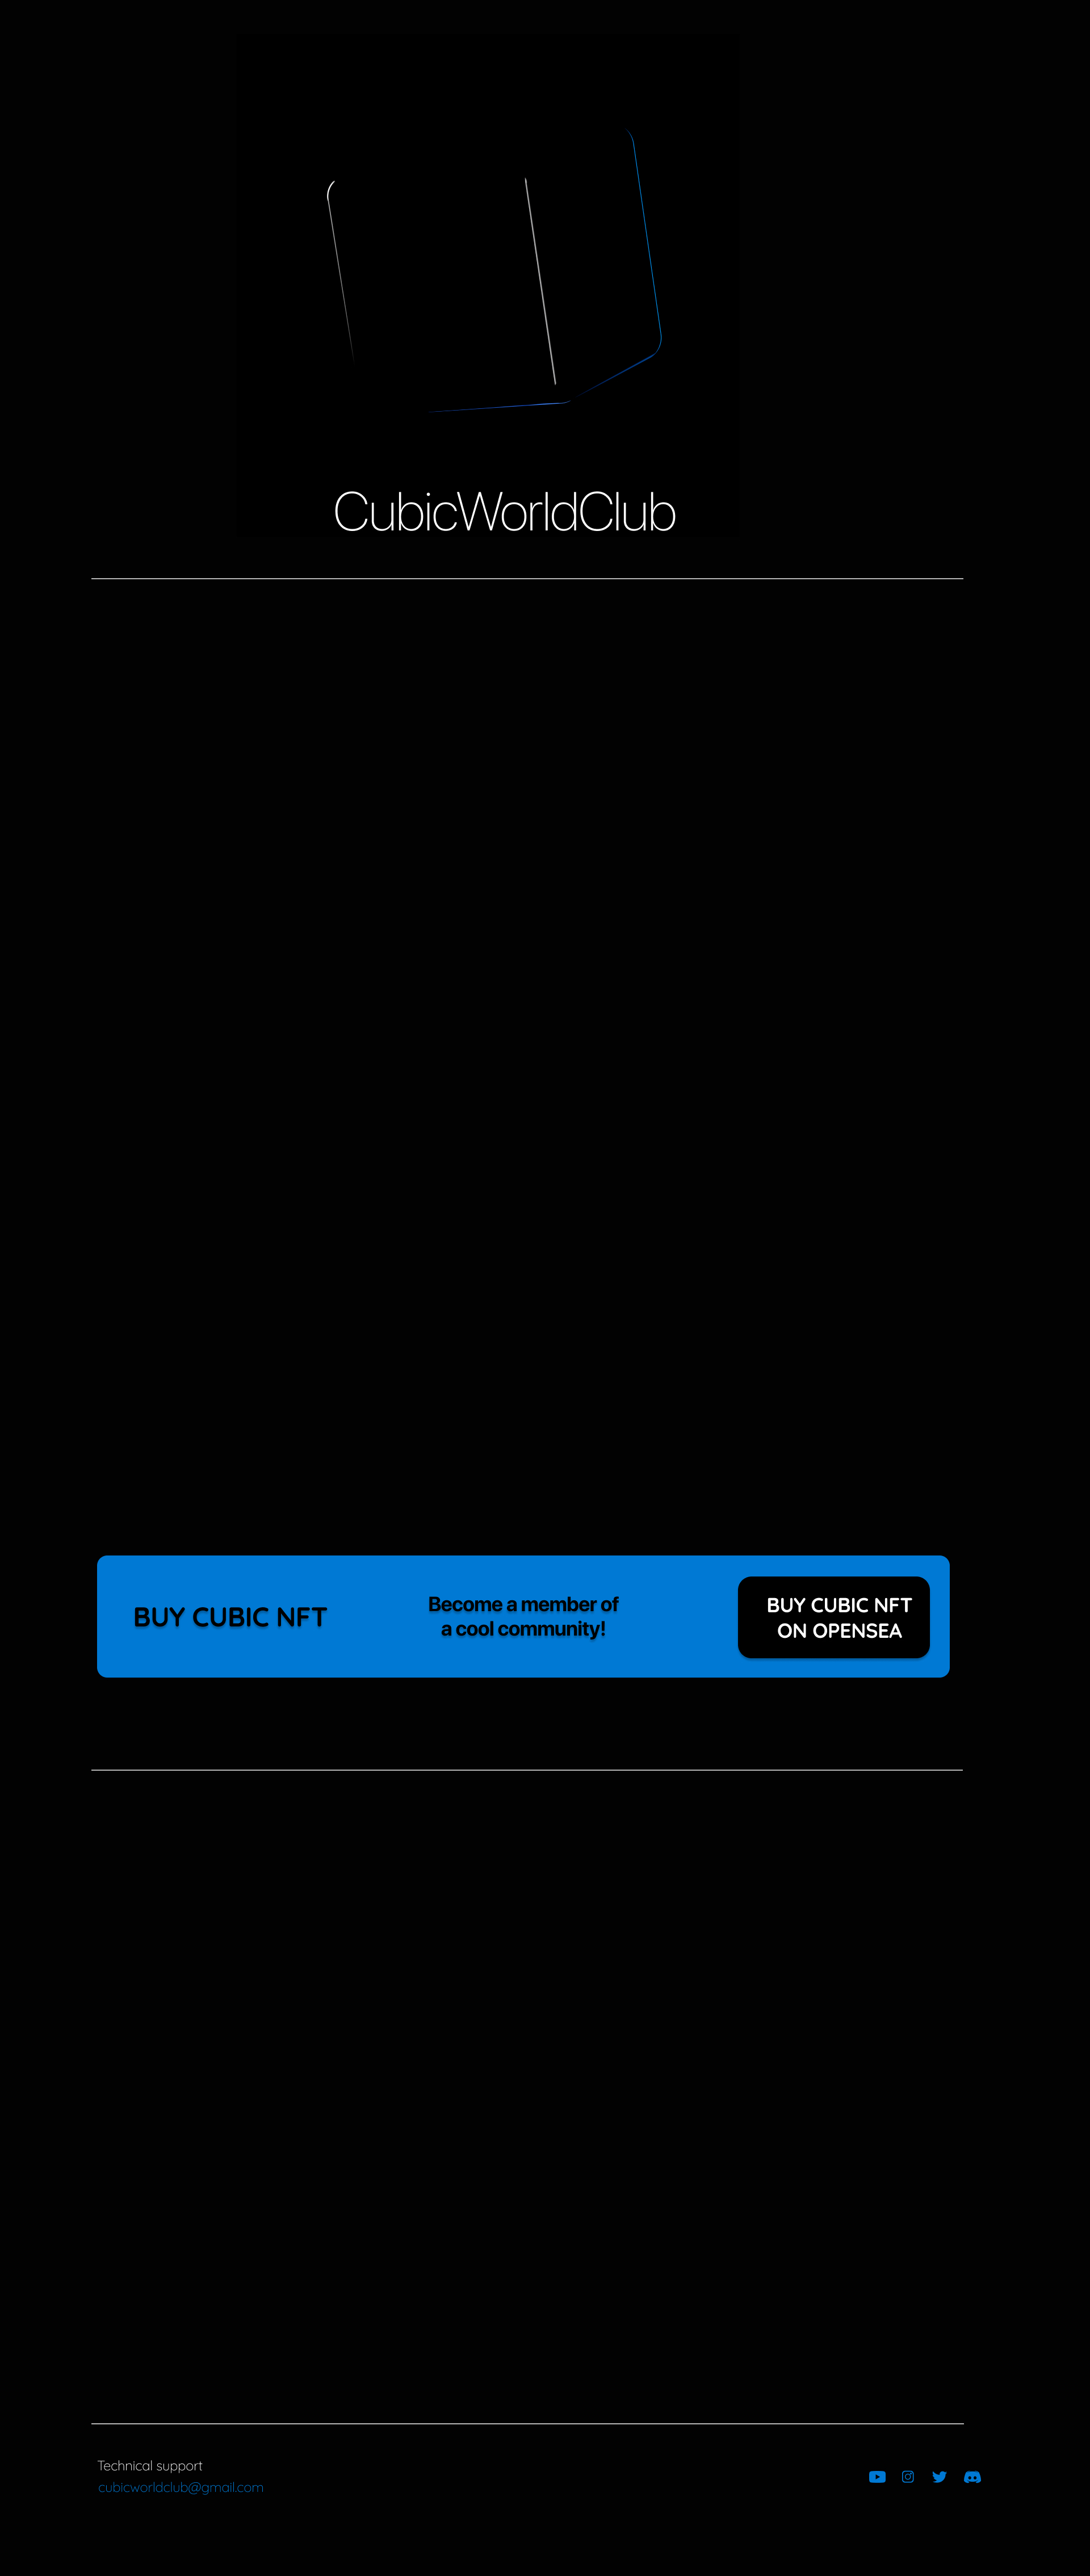 CubicWorldClub
BUY CUBIC NFT
Become a member of
a cool community!
BUY CUBIC NFT
ON OPENSEA
Technical support
cubicworldclub@gmail.com